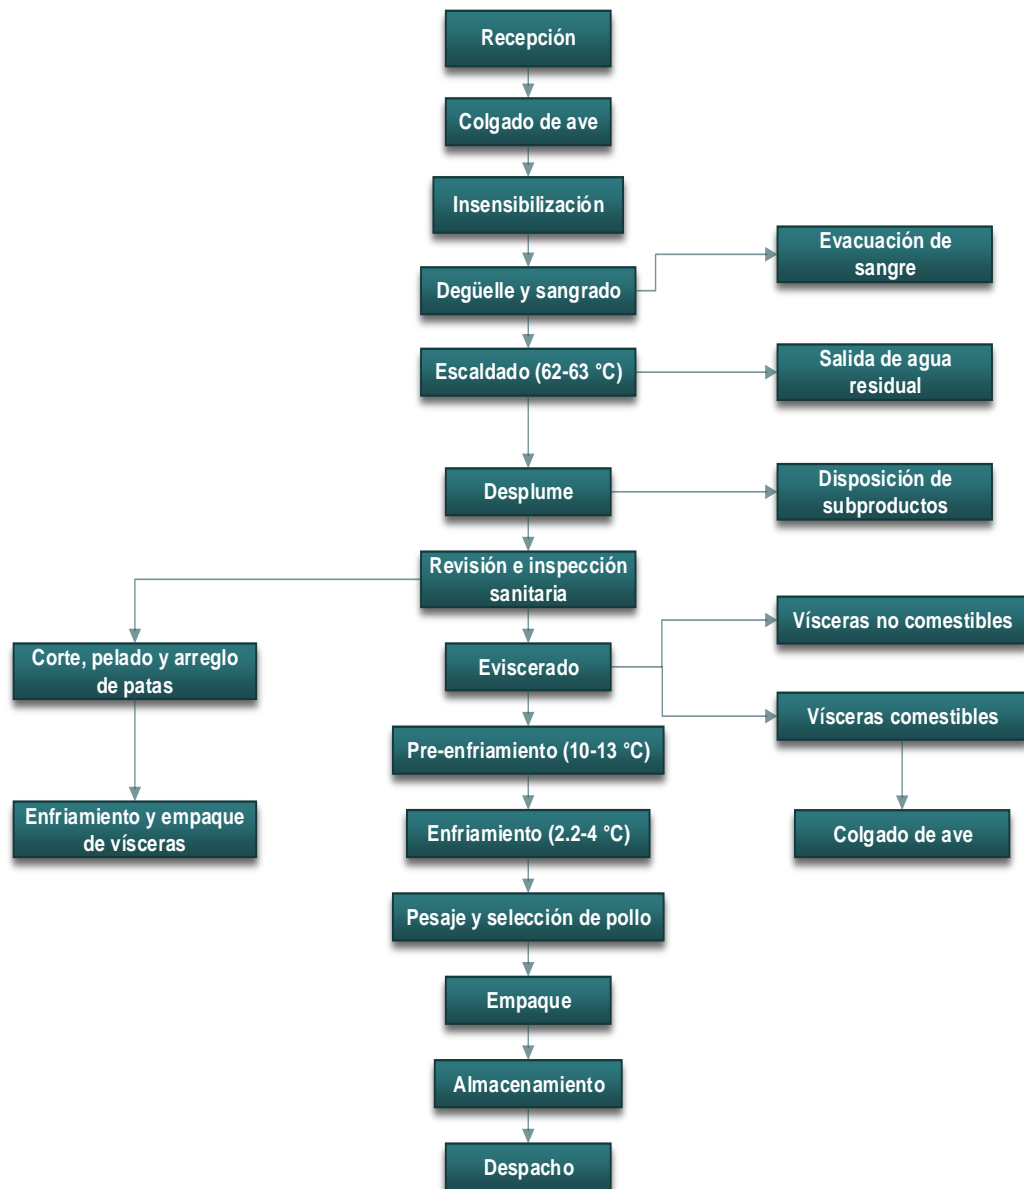 Recepción
Colgado de ave
Insensibilización
Evacuación de
sangre
Degüelle y sangrado
Escaldado (62-63 °C)
Salida de agua
residual
Desplume
Disposición de
subproductos
Revisión e inspección
sanitaria
Vísceras no comestibles
Corte, pelado y arreglo
de patas
Eviscerado
Vísceras comestibles
Pre-enfriamiento (10-13 °C)
Enfriamiento y empaque
de vísceras
Enfriamiento (2.2-4 °C)
Colgado de ave
Pesaje y selección de pollo
Empaque
Almacenamiento
Despacho